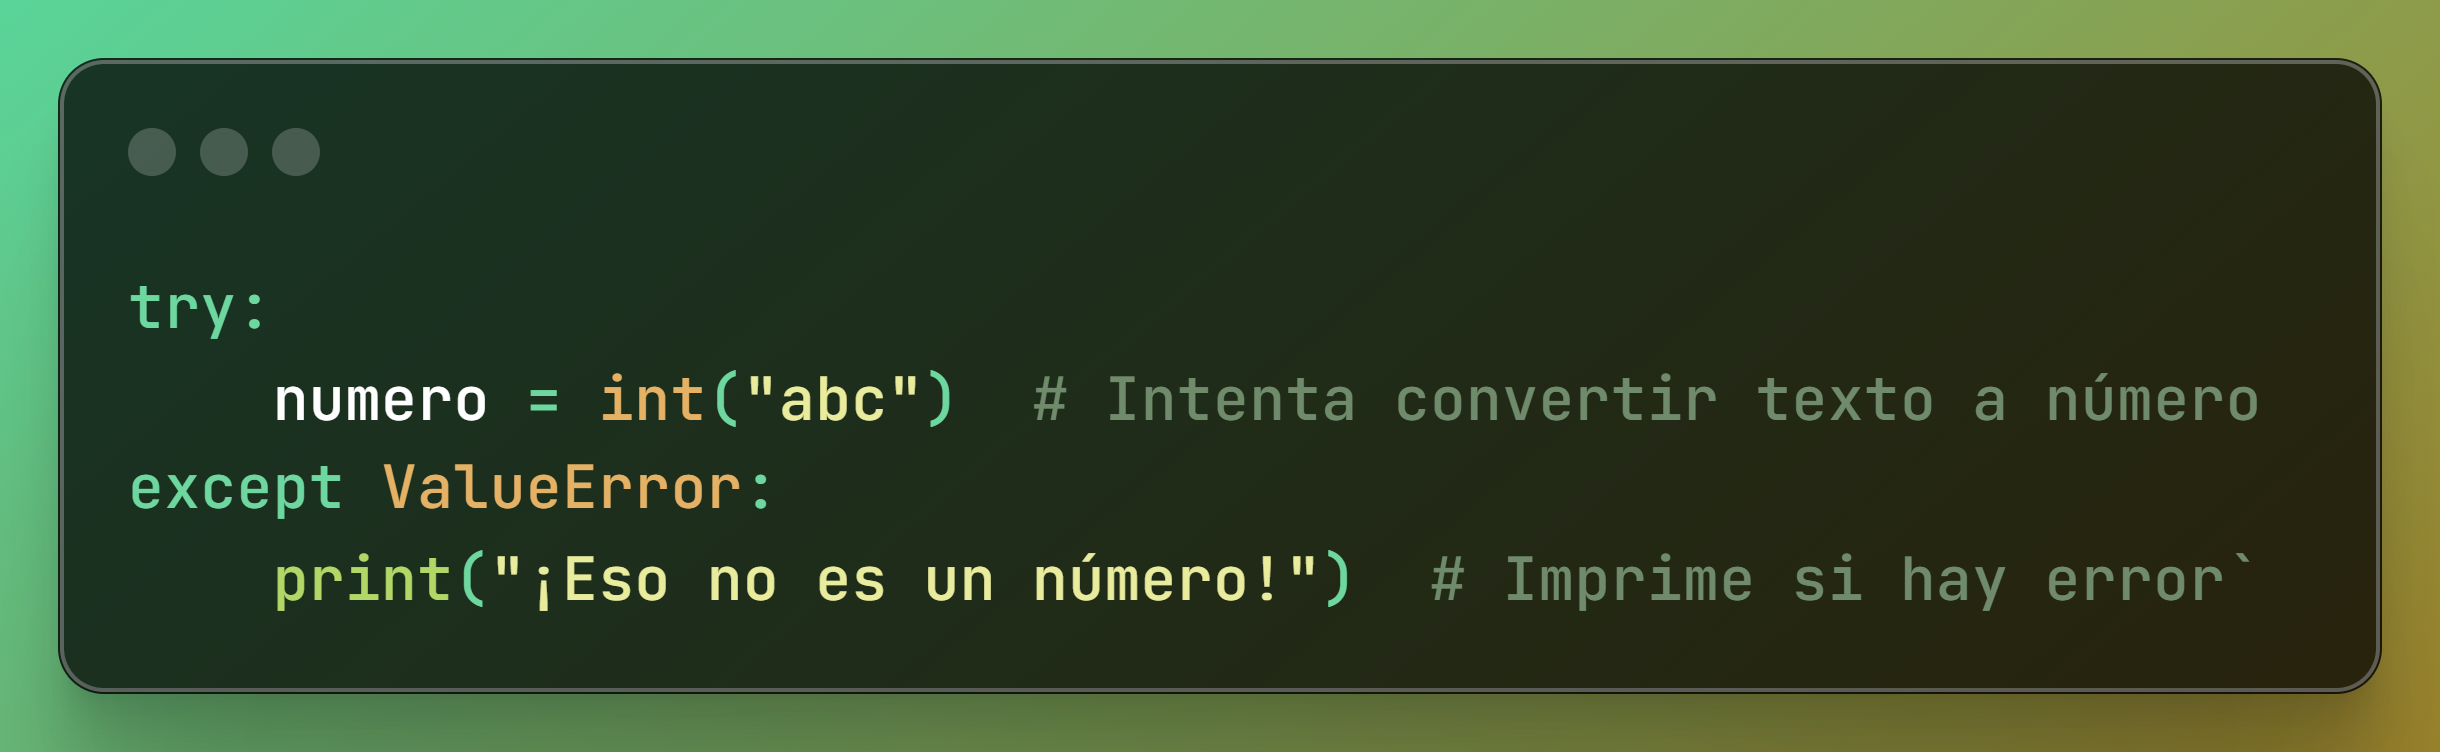 try:
    numero = int("abc")  # Intenta convertir texto a número
except ValueError:
    print("¡Eso no es un número!")  # Imprime si hay error`